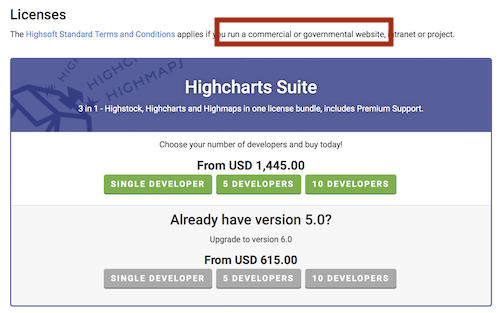 Licenses
The Highsoft Standard Terms and Conditions applies if you run a commercial or governmental website, intranet or project.
HIGHCHARTS
HIGHMAPS
Highcharts Suite
3 in 1 - Highstock, Highcharts and Highmaps in one license bundle, includes Premium Support.
Choose your number of developers and buy today!
From USD 1,445.00
SINGLE DEVELOPER 5 DEVELOPERS 10 DEVELOPERS
Already have version 5.0?
Upgrade to version 6.0
From USD 615.00
SINGLE DEVELOPER 5 DEVELOPERS 10 DEVELOPERS